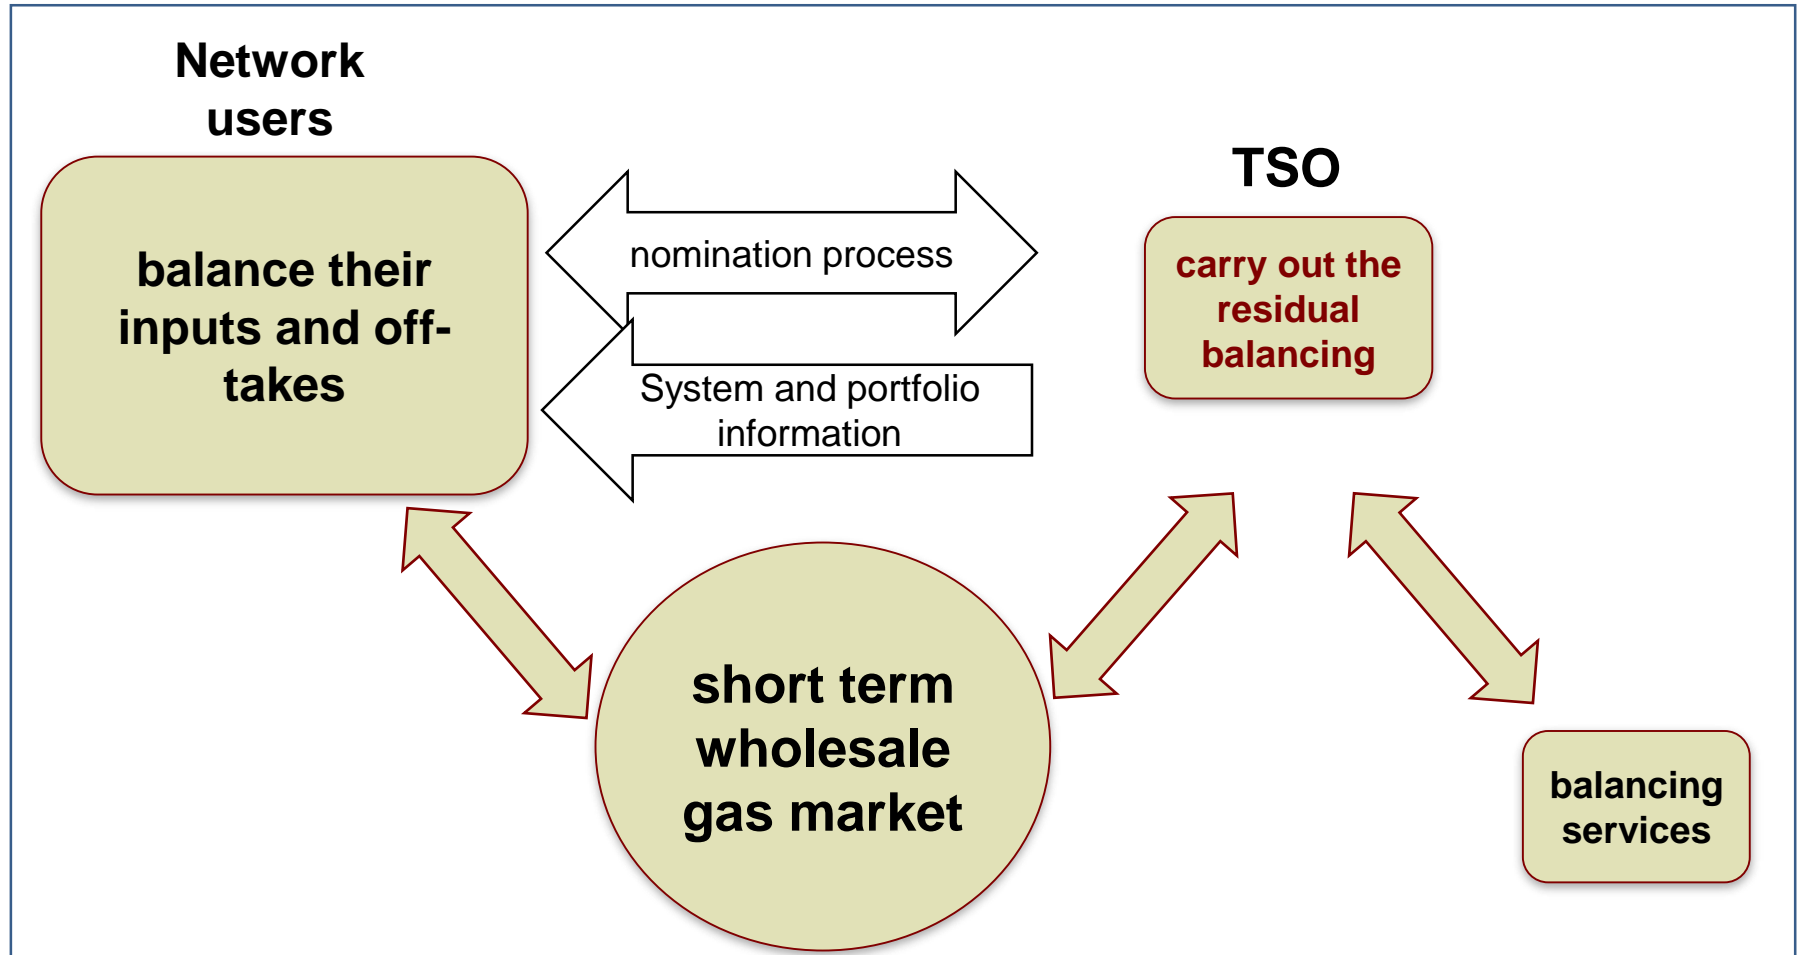 Network
users
balance their
inputs and off-
takes
nomination process
System and portfolio
information
TSO
carry out the
residual
balancing
short term
wholesale
gas market
balancing
services